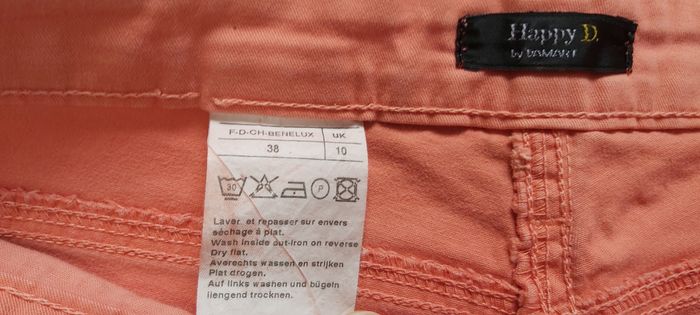 Happy D.
by DAMART
F-D-CH-BENELUX UK
38 10
30 P
Laver et repasser sur envers
séchage à plat.
Wash inside out-iron on reverse
Dry flat.
Averechts wassen en strijken
Plat drogen.
Auf links waschen und bügeln
liegend trocknen.